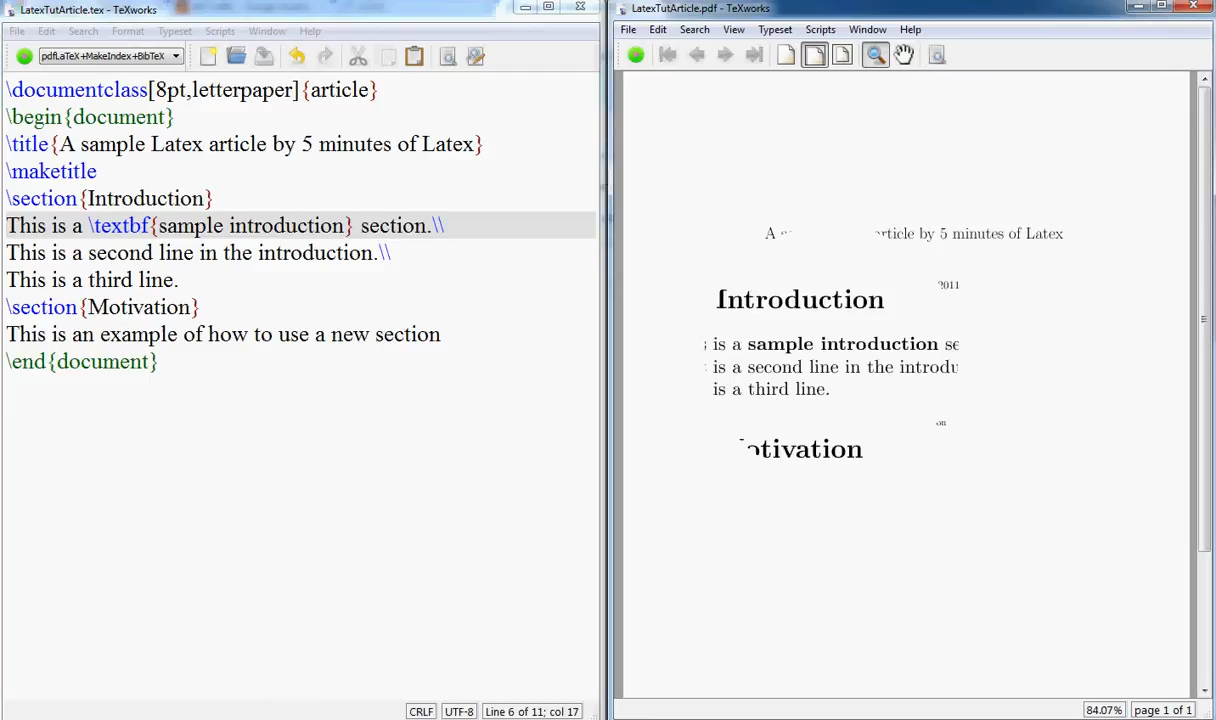 LatexTutArticle.tex - TeXworks
File Edit Search Format Typeset Scripts Window Help
pdfLaTeX+MakeIndex+BibTeX
\documentclass[8pt,letterpaper]{article}
\begin{document}
\title{A sample Latex article by 5 minutes of Latex}
\maketitle
\section{Introduction}
This is a \textbf{sample introduction} section.\\
This is a second line in the introduction.\\
This is a third line.
\section{Motivation}
This is an example of how to use a new section
\end{document}
CRLF UTF-8 Line 6 of 11; col 17
LatexTutArticle.pdf - TeXworks
File Edit Search View Typeset Scripts Window Help
A rticle by 5 minutes of Latex
2011
Introduction
is a sample introduction se
is a second line in the introdu
is a third line.
on
otivation
84.07% page 1 of 1